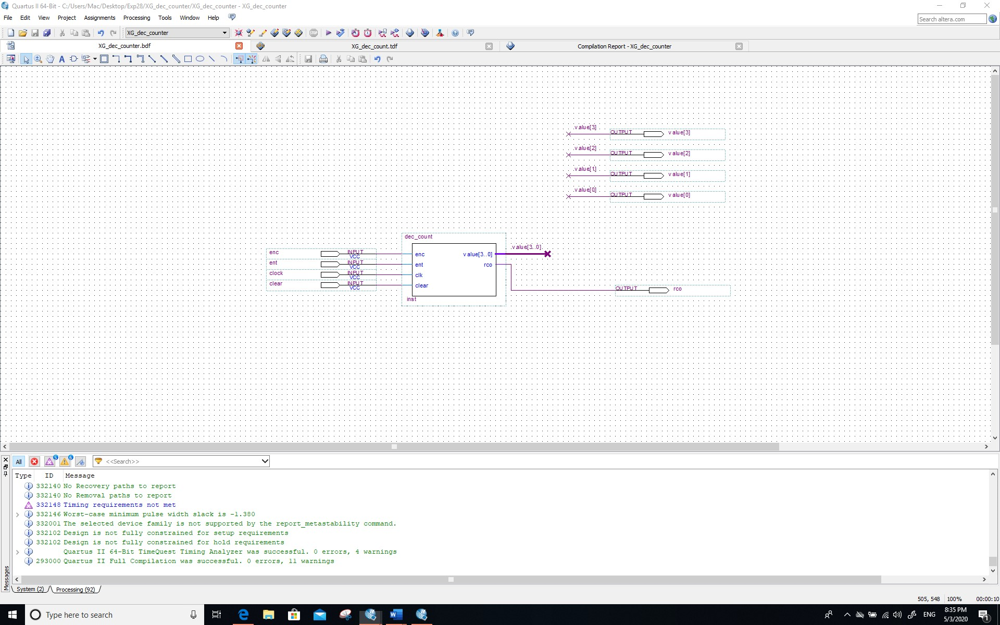 Quartus II 64-Bit - C:/Users/Mac/Desktop/Exp28/XG_dec_counter/XG_dec_counter - XG_dec_counter
File Edit View Project Assignments Processing Tools Window Help
Search altera.com
XG_dec_counter
STOP
XG_dec_counter.bdf
XG_dec_count.tdf
Compilation Report - XG_dec_counter
value[3] OUTPUT value[3]
value[2] OUTPUT value[2]
value[1] OUTPUT value[1]
value[0] OUTPUT value[0]
dec_count
value[3..0]
enc INPUT VCC enc value[3..0]
ent INPUT VCC ent rco
clock INPUT VCC clk
clear INPUT VCC clear
OUTPUT rco
inst
All 5 6 <<Search>>
Type ID Message
332140 No Recovery paths to report
332140 No Removal paths to report
332148 Timing requirements not met
332146 Worst-case minimum pulse width slack is -1.380
332001 The selected device family is not supported by the report_metastability command.
332102 Design is not fully constrained for setup requirements
332102 Design is not fully constrained for hold requirements
Quartus II 64-Bit TimeQuest Timing Analyzer was successful. 0 errors, 4 warnings
293000 Quartus II Full Compilation was successful. 0 errors, 11 warnings
Messages
System (2) Processing (92)
505, 548 100% 00:00:10
Type here to search
ENG
8:35 PM
5/3/2020
1